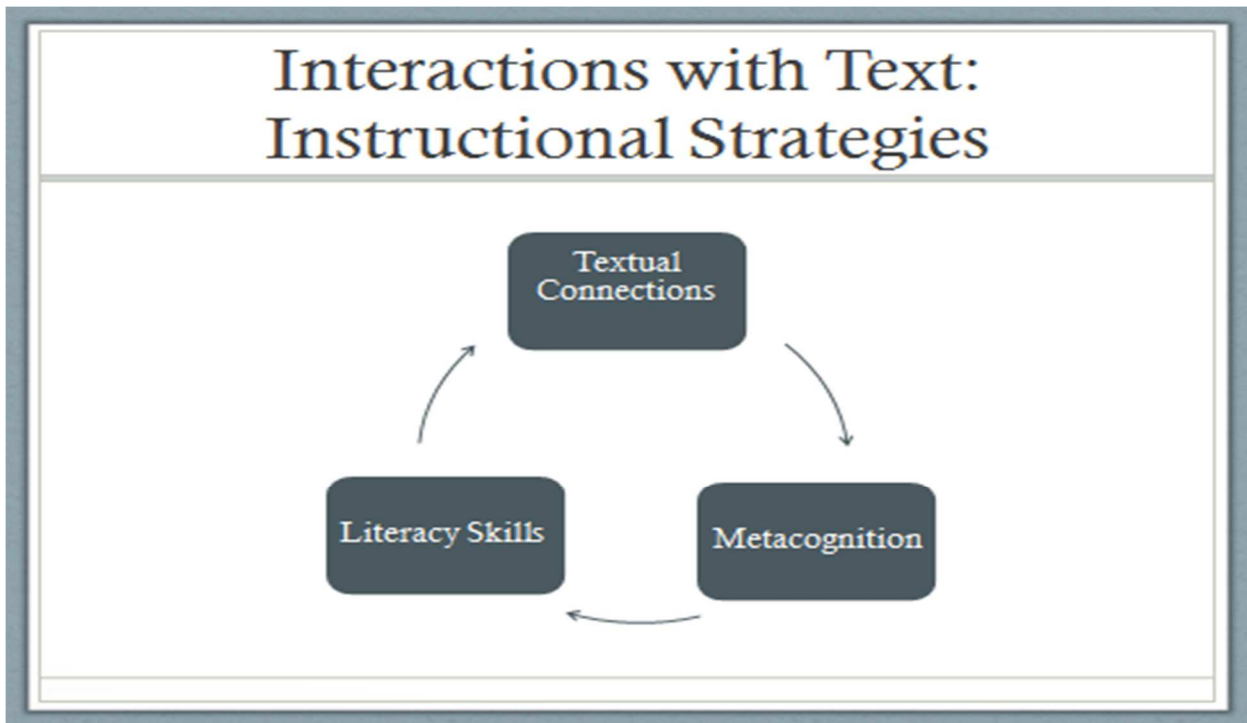 Interactions with Text:
Instructional Strategies
Textual
Connections
Literacy Skills
Metacognition